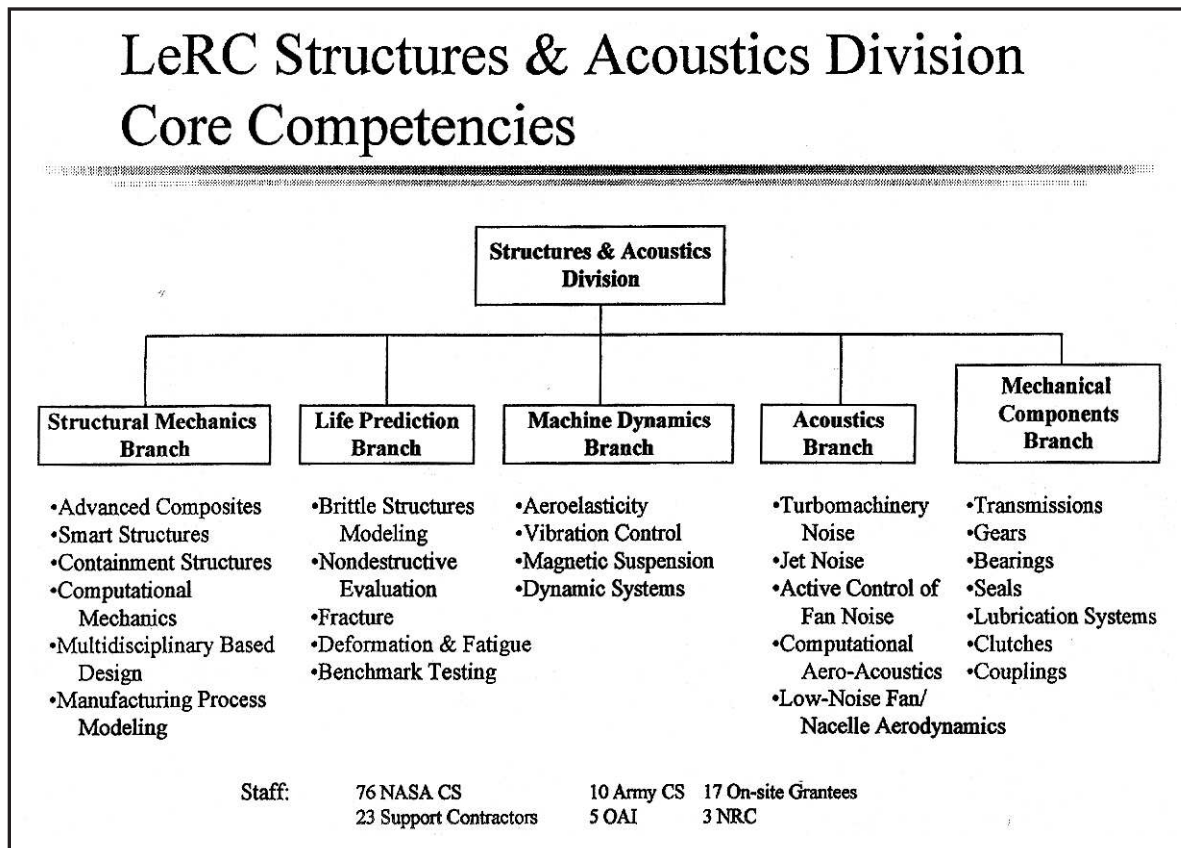 LeRC Structures & Acoustics Division
Core Competencies
Structures & Acoustics
Division
Structural Mechanics
Branch
•Advanced Composites
•Smart Structures
•Containment Structures
•Computational
Mechanics
•Multidisciplinary Based
Design
•Manufacturing Process
Modeling
Life Prediction
Branch
•Brittle Structures
Modeling
•Nondestructive
Evaluation
•Fracture
•Deformation & Fatigue
•Benchmark Testing
Machine Dynamics
Branch
•Aeroelasticity
•Vibration Control
•Magnetic Suspension
•Dynamic Systems
Acoustics
Branch
•Turbomachinery
Noise
•Jet Noise
•Active Control of
Fan Noise
•Computational
Aero-Acoustics
•Low-Noise Fan/
Nacelle Aerodynamics
Mechanical
Components
Branch
•Transmissions
•Gears
•Bearings
•Seals
•Lubrication Systems
•Clutches
•Couplings
Staff: 76 NASA CS 10 Army CS 17 On-site Grantees
23 Support Contractors 5 OAI 3 NRC